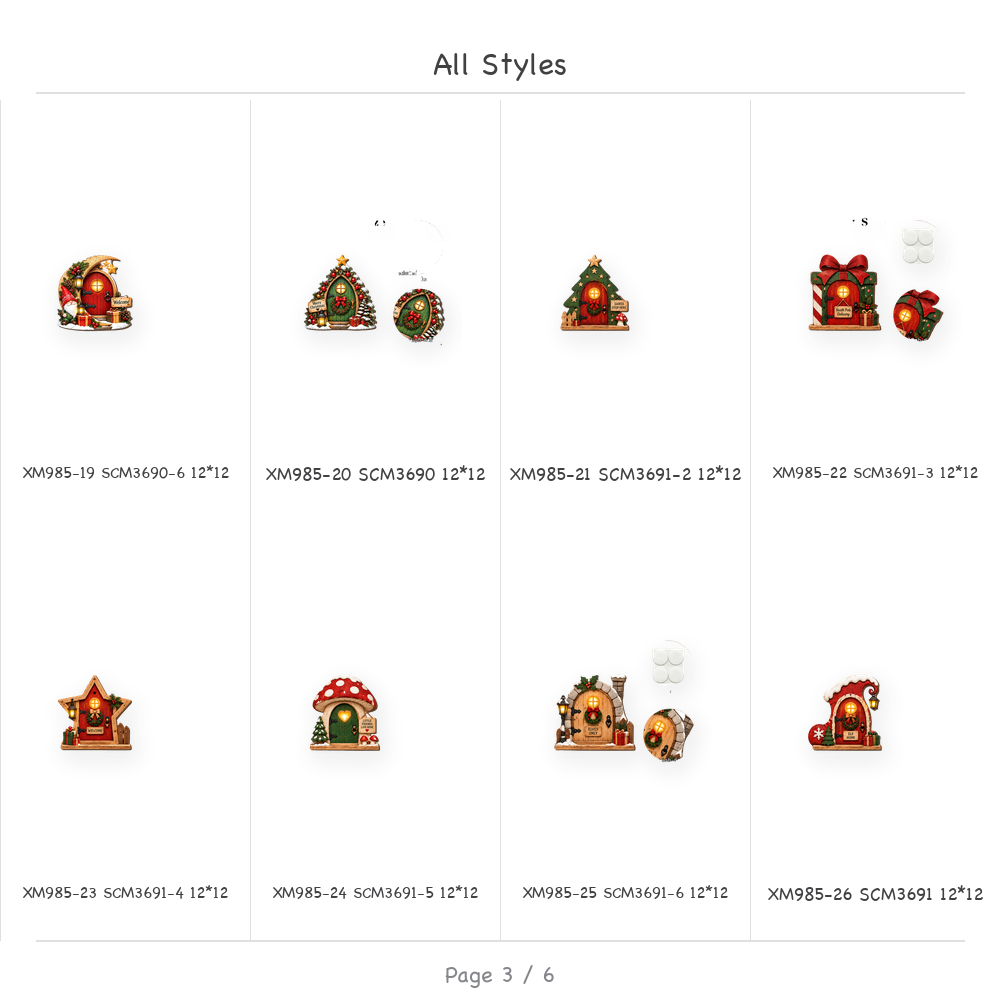 All Styles
Welcome
XM985-19 SCM3690-6 12*12
XM985-20 SCM3690 12*12
XM985-21 SCM3691-2 12*12
XM985-22 SCM3691-3 12*12
WELCOME
XM985-23 SCM3691-4 12*12
XM985-24 SCM3691-5 12*12
XM985-25 SCM3691-6 12*12
XM985-26 SCM3691 12*12
Page 3 / 6